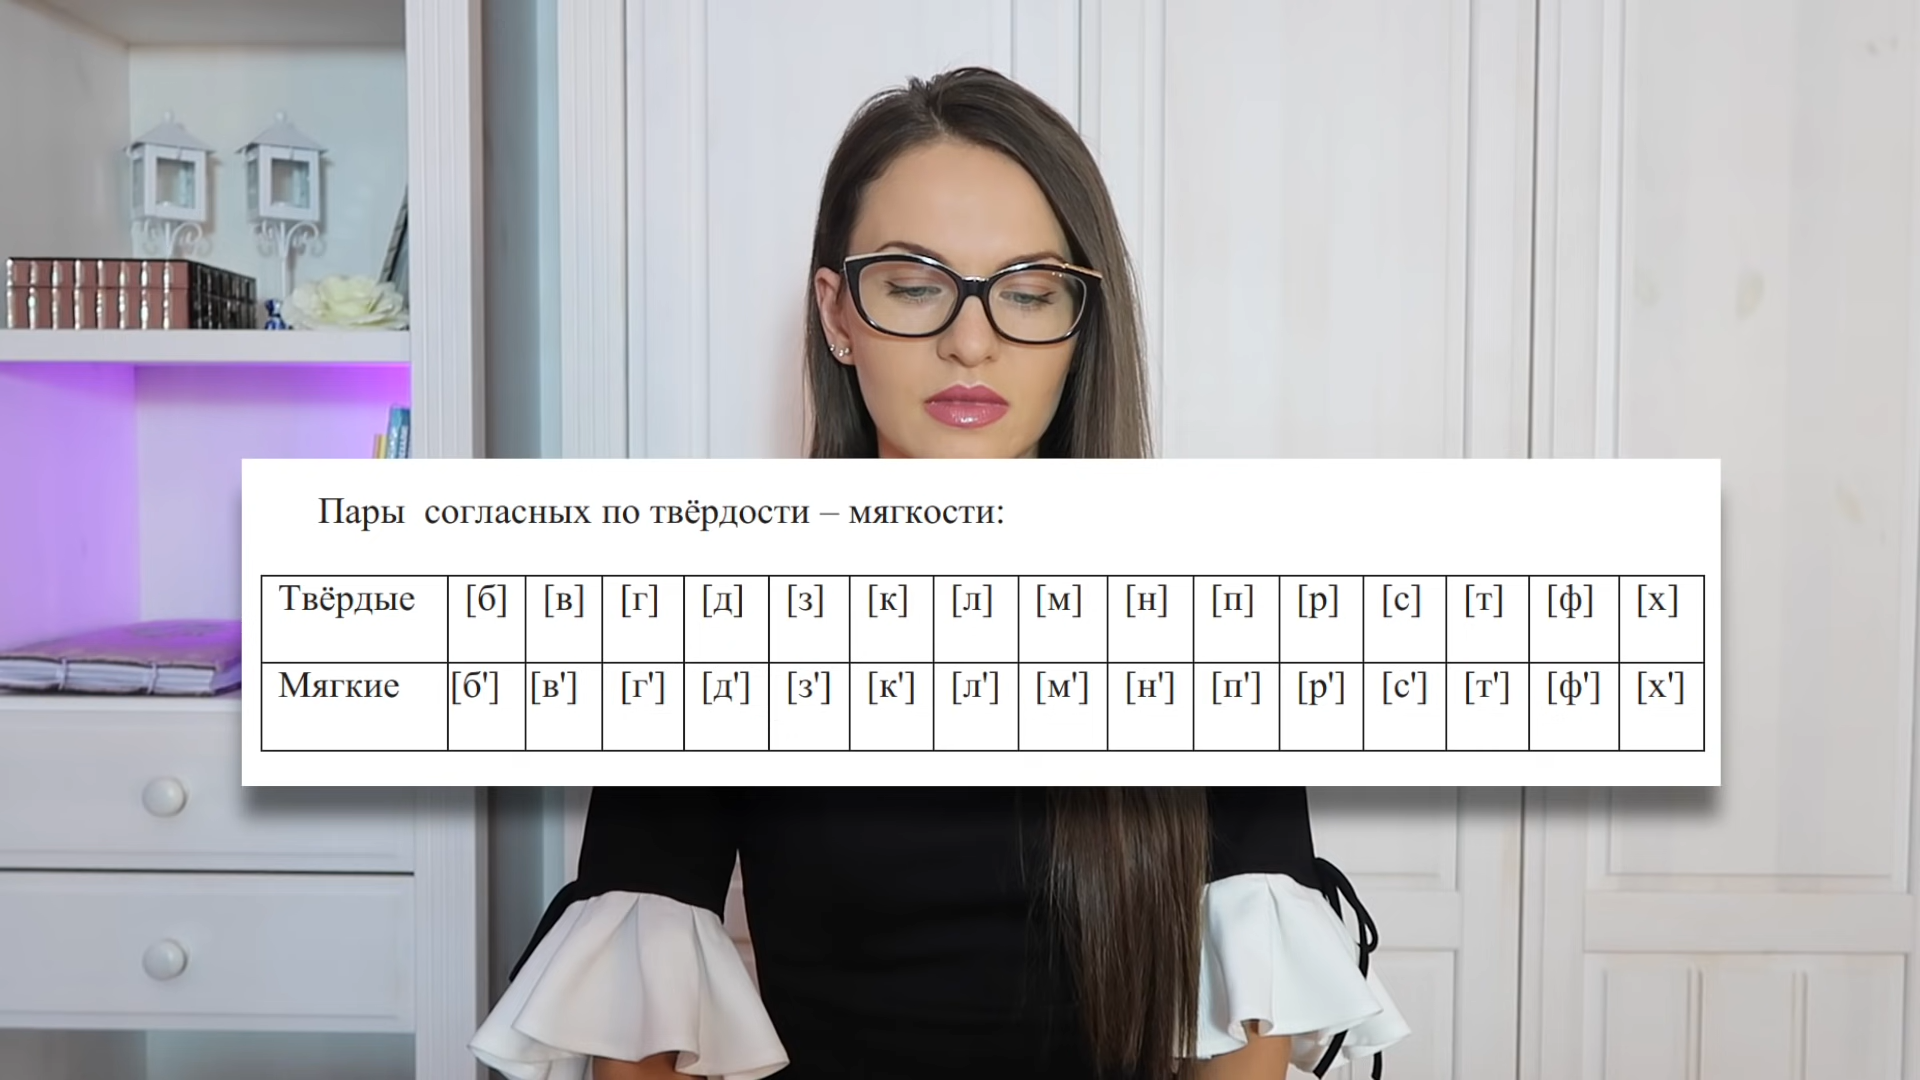 Пары согласных по твёрдости – мягкости:
Твёрдые [б] [в] [г] [д] [з] [к] [л] [м] [н] [п] [р] [с] [т] [ф] [х]
Мягкие [б'] [в'] [г'] [д'] [з'] [к'] [л'] [м'] [н'] [п'] [р'] [с'] [т'] [ф'] [х']